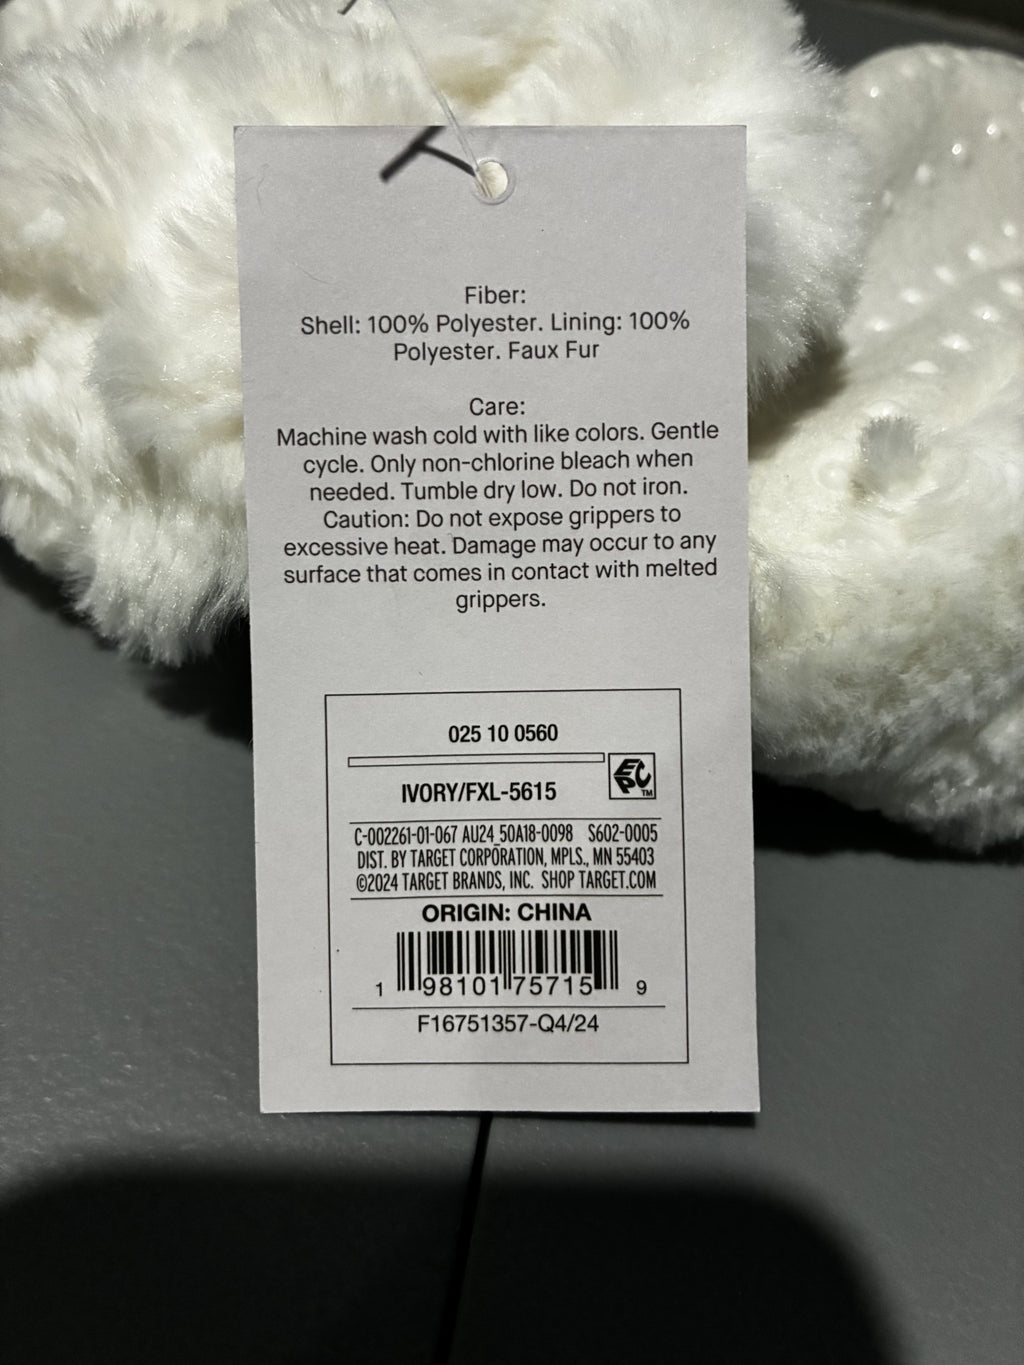 Fiber:
Shell: 100% Polyester. Lining: 100%
Polyester. Faux Fur
Care:
Machine wash cold with like colors. Gentle
cycle. Only non-chlorine bleach when
needed. Tumble dry low. Do not iron.
Caution: Do not expose grippers to
excessive heat. Damage may occur to any
surface that comes in contact with melted
grippers.
025 10 0560
EPC TM
IVORY/FXL-5615
C-002261-01-067 AU24_50A18-0098 S602-0005
DIST. BY TARGET CORPORATION, MPLS., MN 55403
©2024 TARGET BRANDS, INC. SHOP TARGET.COM
ORIGIN: CHINA
1 98101 75715 9
F16751357-Q4/24